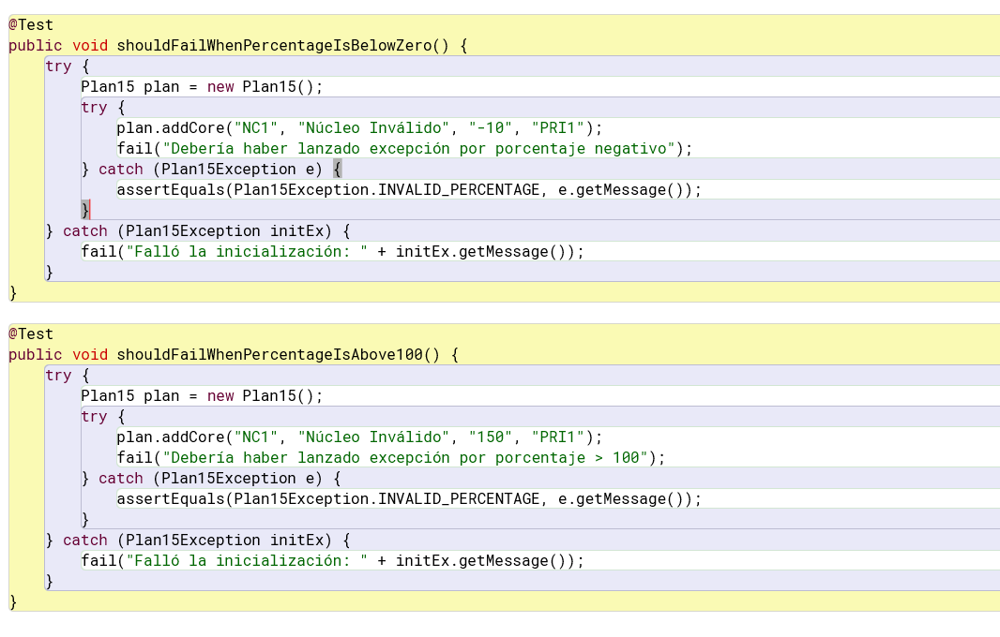 @Test
public void shouldFailWhenPercentageIsBelowZero() {
    try {
        Plan15 plan = new Plan15();
        try {
            plan.addCore("NC1", "Núcleo Inválido", "-10", "PRI1");
            fail("Debería haber lanzado excepción por porcentaje negativo");
        } catch (Plan15Exception e) {
            assertEquals(Plan15Exception.INVALID_PERCENTAGE, e.getMessage());
        }
    } catch (Plan15Exception initEx) {
        fail("Falló la inicialización: " + initEx.getMessage());
    }
}
@Test
public void shouldFailWhenPercentageIsAbove100() {
    try {
        Plan15 plan = new Plan15();
        try {
            plan.addCore("NC1", "Núcleo Inválido", "150", "PRI1");
            fail("Debería haber lanzado excepción por porcentaje > 100");
        } catch (Plan15Exception e) {
            assertEquals(Plan15Exception.INVALID_PERCENTAGE, e.getMessage());
        }
    } catch (Plan15Exception initEx) {
        fail("Falló la inicialización: " + initEx.getMessage());
    }
}